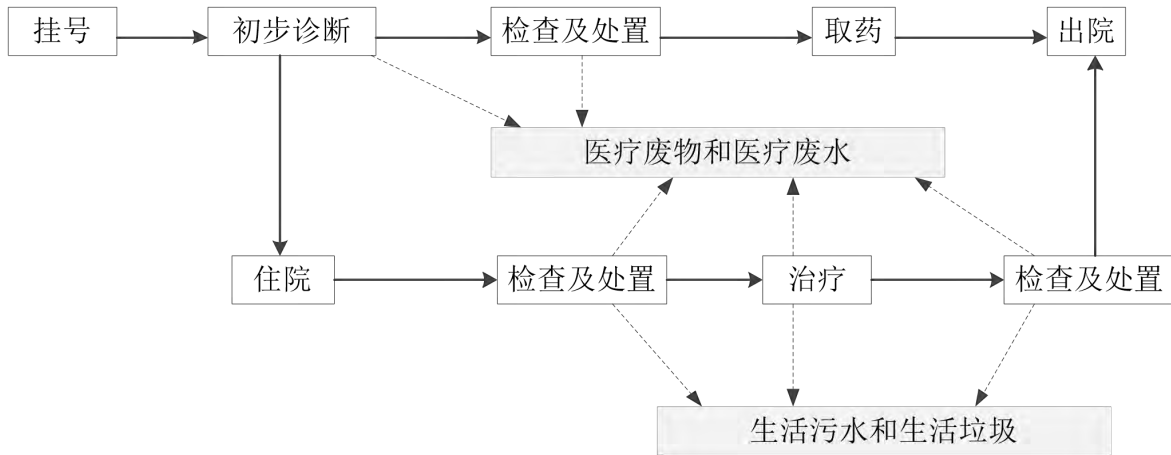 挂号
初步诊断
检查及处置
取药
出院
医疗废物和医疗废水
住院
检查及处置
治疗
检查及处置
生活污水和生活垃圾